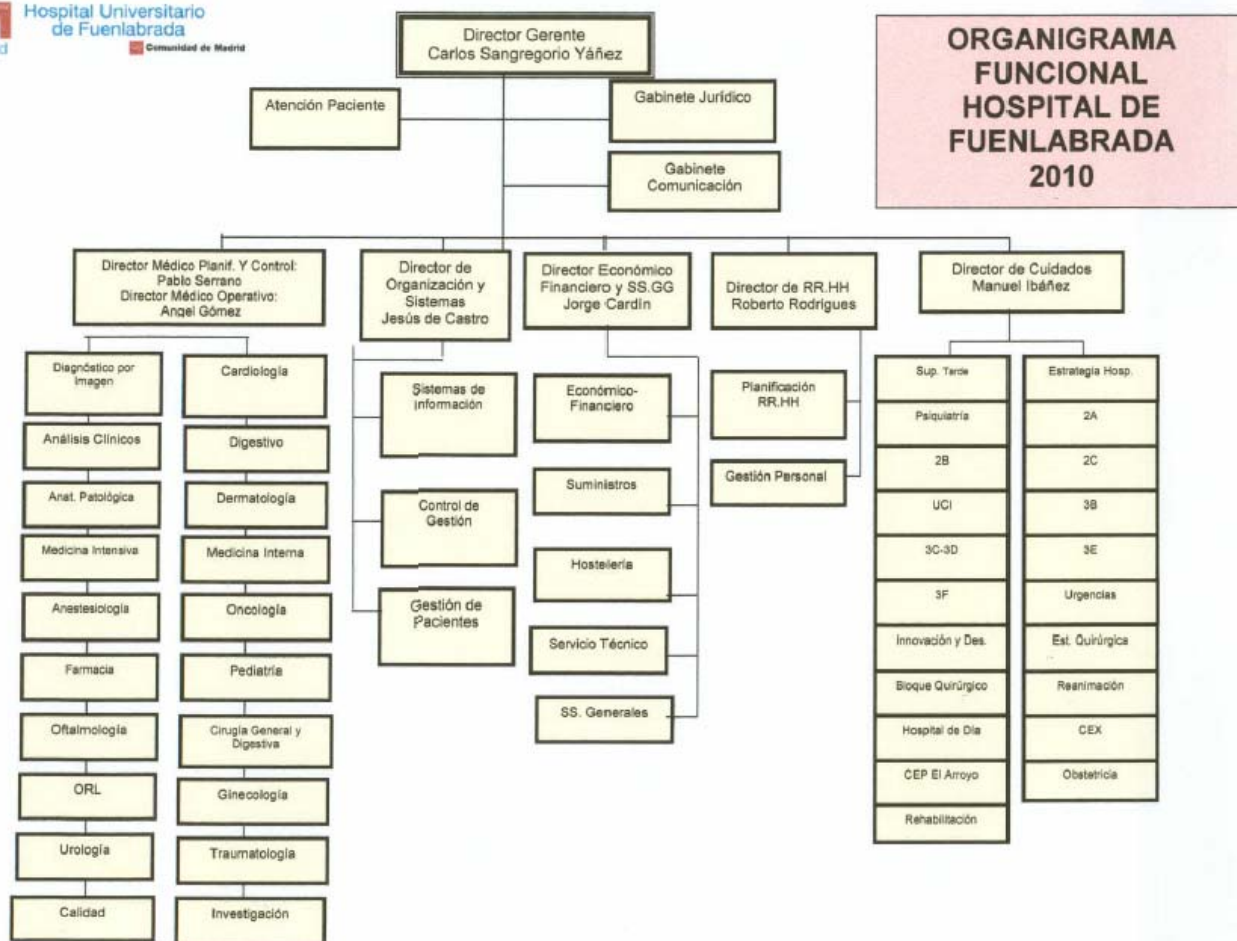 Hospital Universitario
de Fuenlabrada
Comunidad de Madrid
ORGANIGRAMA
FUNCIONAL
HOSPITAL DE
FUENLABRADA
2010
Director Gerente
Carlos Sangregorio Yáñez
Atención Paciente
Gabinete Jurídico
Gabinete
Comunicación
Director Médico Planif. Y Control:
Pablo Serrano
Director Médico Operativo:
Angel Gómez
Director de
Organización y
Sistemas
Jesús de Castro
Director Económico
Financiero y SS.GG
Jorge Cardín
Director de RR.HH
Roberto Rodrigues
Director de Cuidados
Manuel Ibáñez
Diagnóstico por
Imagen
Análisis Clínicos
Anat. Patológica
Medicina Intensiva
Anestesiología
Farmacia
Oftalmología
ORL
Urología
Calidad
Cardiología
Digestivo
Dermatología
Medicina Interna
Oncología
Pediatría
Cirugía General y
Digestiva
Ginecología
Traumatología
Investigación
Sistemas de
Información
Control de
Gestión
Gestión de
Pacientes
Económico-
Financiero
Suministros
Hostelería
Servicio Técnico
SS. Generales
Planificación
RR.HH
Gestión Personal
Sup. Tarde
Psiquiatría
2B
UCI
3C-3D
3F
Innovación y Des.
Bloque Quirúrgico
Hospital de Día
CEP El Arroyo
Rehabilitación
Estrategia Hosp.
2A
2C
3B
3E
Urgencias
Est. Quirúrgica
Reanimación
CEX
Obstetricia